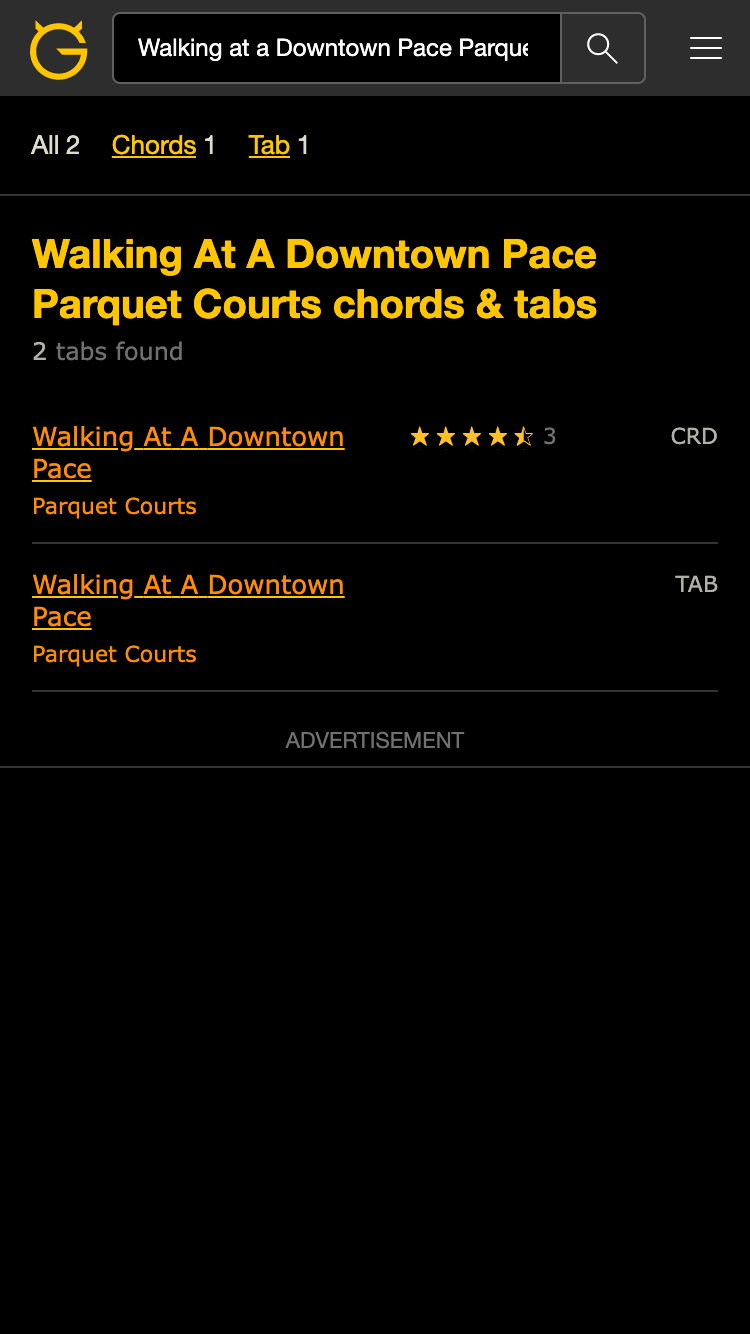 Walking at a Downtown Pace Parque
All 2 Chords 1 Tab 1
Walking At A Downtown Pace
Parquet Courts chords & tabs
2 tabs found
Walking At A Downtown 3 CRD
Pace
Parquet Courts
Walking At A Downtown TAB
Pace
Parquet Courts
ADVERTISEMENT